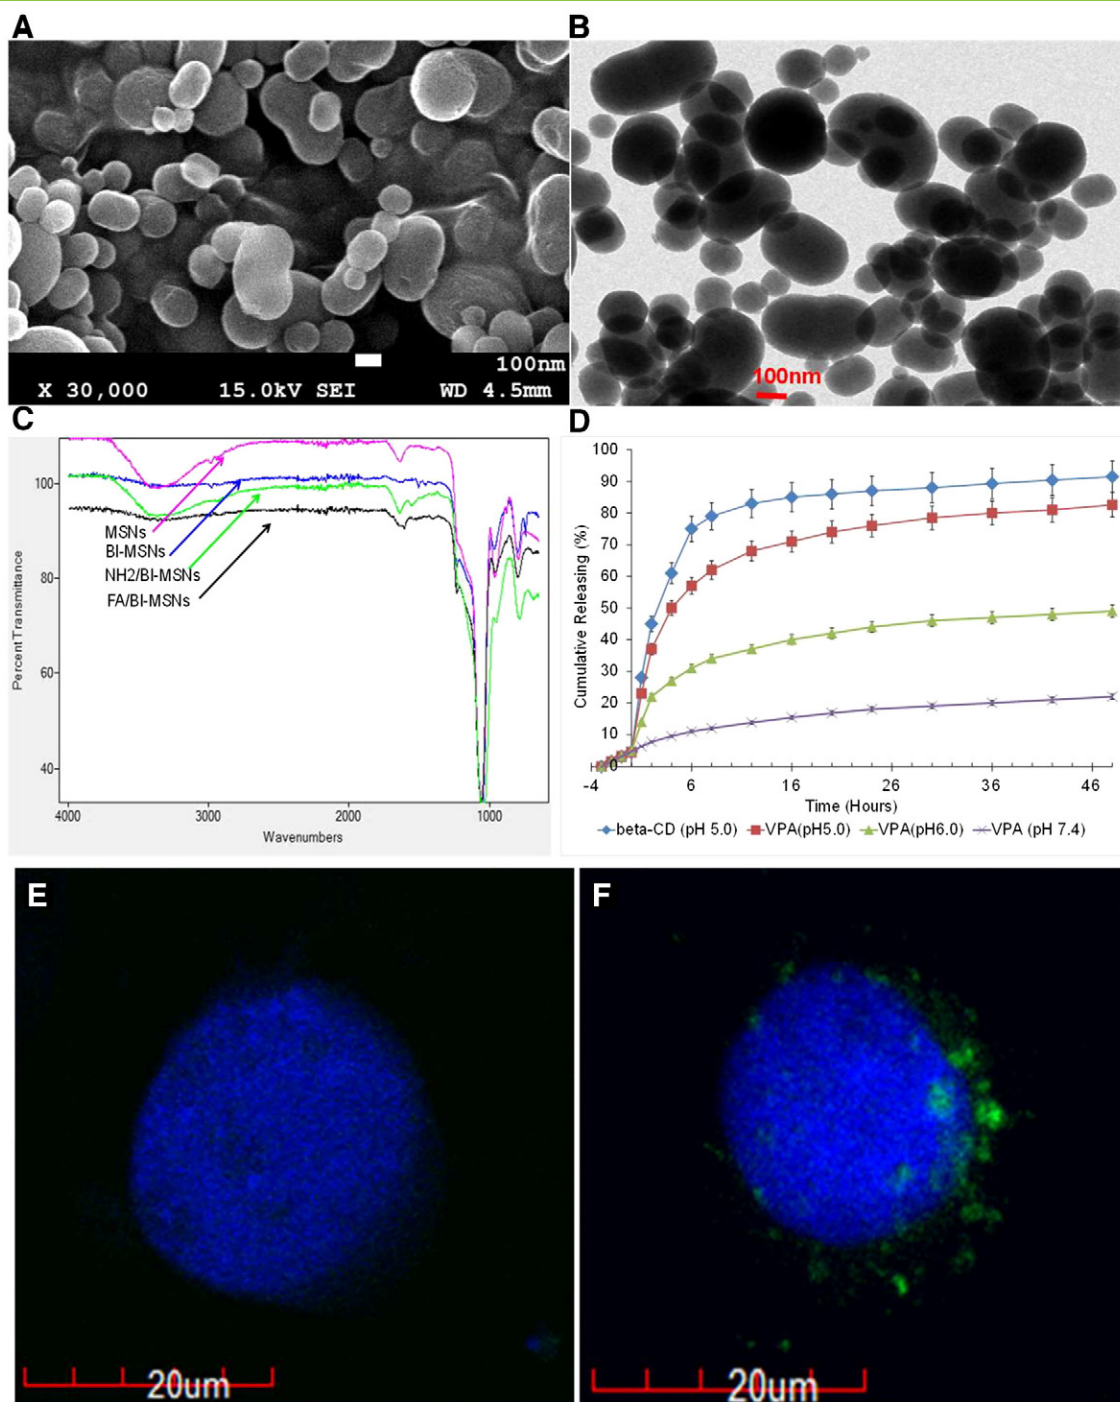 A
B
100nm
X 30,000 15.0kV SEI WD 4.5mm
100nm
C
D
100
80
60
40
Percent Transmittance
MSNs
BI-MSNs
NH2/BI-MSNs
FA/BI-MSNs
4000 3000 2000 1000
Wavenumbers
100
90
80
70
60
50
40
30
20
10
0
Cumulative Releasing (%)
-4 6 16 26 36 46
Time (Hours)
beta-CD (pH 5.0) VPA(pH5.0) VPA(pH6.0) VPA (pH 7.4)
E
F
20um
20um